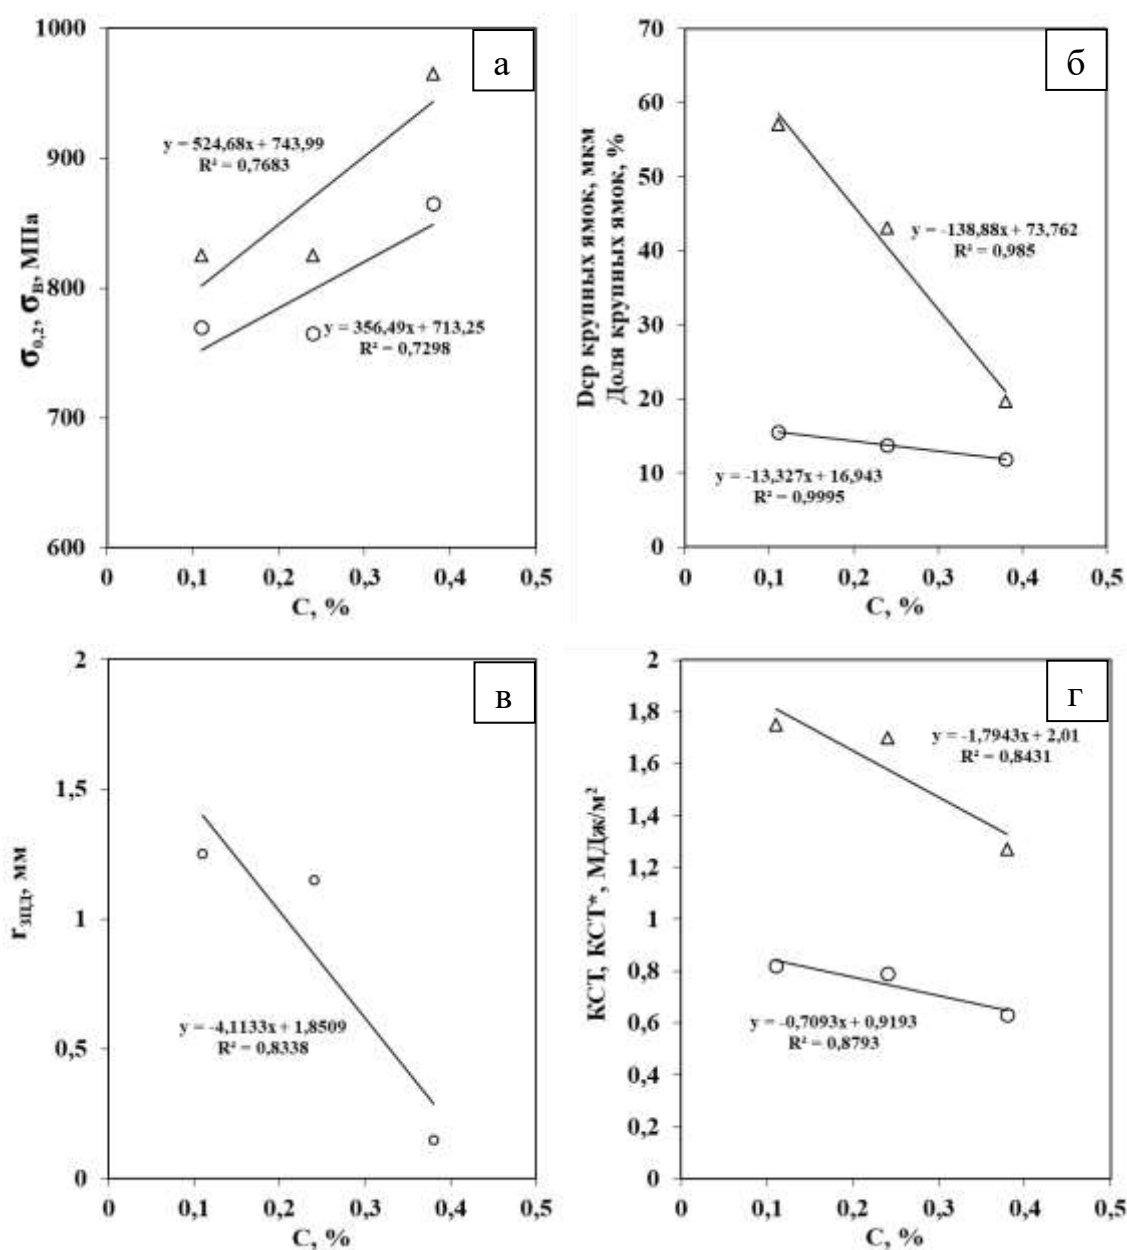 а
1000
900
800
700
600
σ0,2, σВ, МПа
y = 524,68x + 743,99
R² = 0,7683
y = 356,49x + 713,25
R² = 0,7298
0 0,1 0,2 0,3 0,4 0,5
C, %
б
70
60
50
40
30
20
10
0
Dср крупных ямок, мкм
Доля крупных ямок, %
y = -138,88x + 73,762
R² = 0,985
y = -13,327x + 16,943
R² = 0,9995
0 0,1 0,2 0,3 0,4 0,5
C, %
в
2
1,5
1
0,5
0
rЗПД, мм
y = -4,1133x + 1,8509
R² = 0,8338
0 0,1 0,2 0,3 0,4 0,5
C, %
г
2
1,8
1,6
1,4
1,2
1
0,8
0,6
0,4
0,2
0
КСТ, КСТ*, МДж/м²
y = -1,7943x + 2,01
R² = 0,8431
y = -0,7093x + 0,9193
R² = 0,8793
0 0,1 0,2 0,3 0,4 0,5
C, %